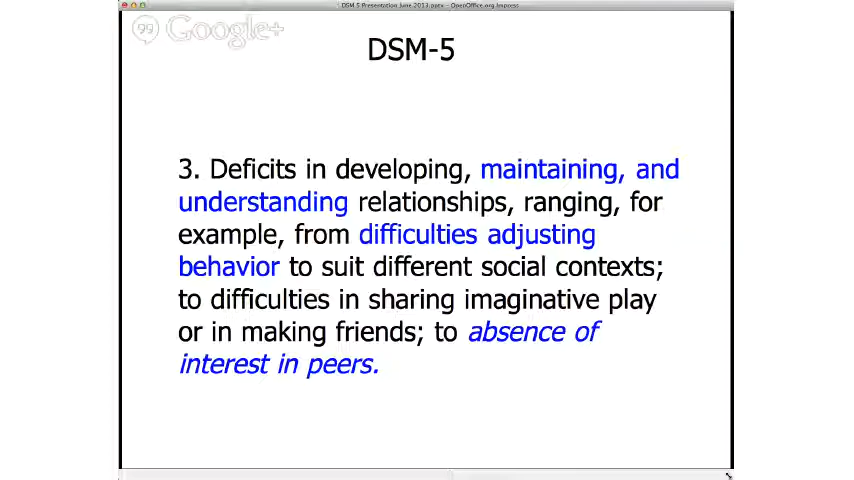 DSM 5 Presentation June 2013.pptx - OpenOffice.org Impress
Google+
DSM-5
3. Deficits in developing, maintaining, and
understanding relationships, ranging, for
example, from difficulties adjusting
behavior to suit different social contexts;
to difficulties in sharing imaginative play
or in making friends; to absence of
interest in peers.